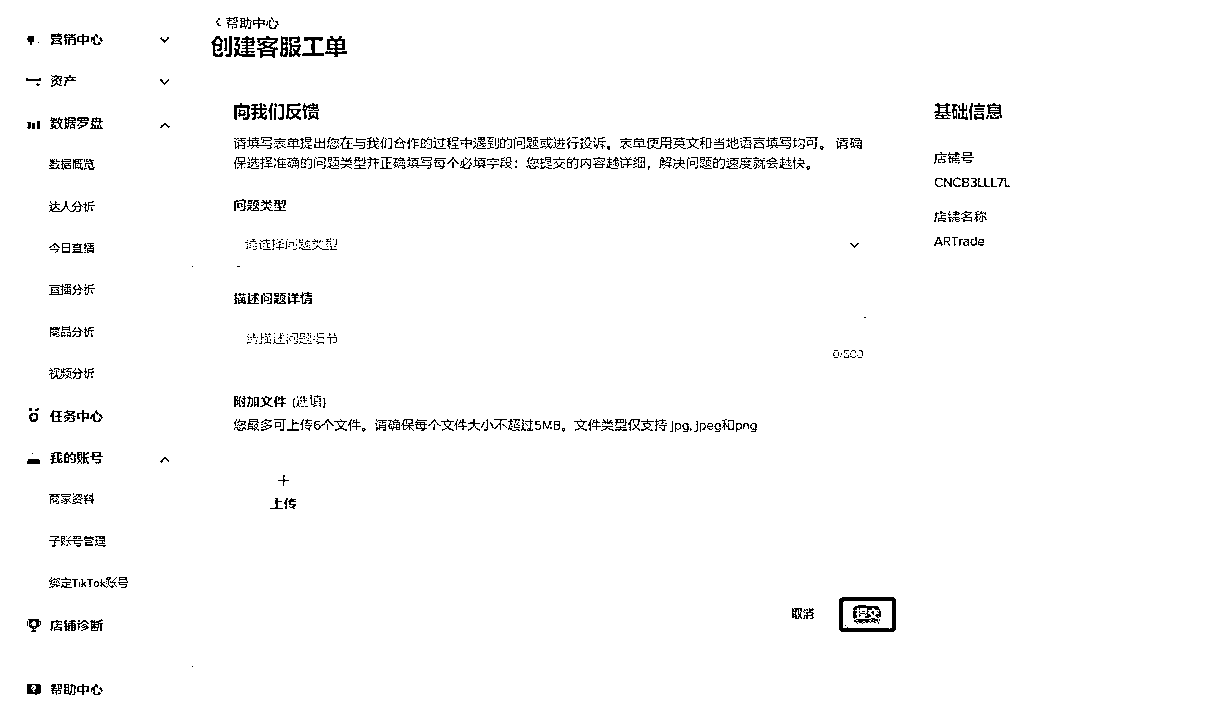 营销中心
资产
数据罗盘
数据概览
达人分析
今日直播
直播分析
商品分析
视频分析
任务中心
我的账号
商家资料
子账号管理
绑定TikTok账号
店铺诊断
帮助中心
帮助中心
创建客服工单
向我们反馈
请填写表单提出您在与我们合作的过程中遇到的问题或进行投诉。表单使用英文和当地语言填写均可。 请确
保选择准确的问题类型并正确填写每个必填字段：您提交的内容越详细，解决问题的速度就会越快。
问题类型
请选择问题类型
描述问题详情
请描述问题细节
0/500
附加文件 (选填)
您最多可上传6个文件。请确保每个文件大小不超过5MB。文件类型仅支持 jpg, jpeg和png
上传
取消
提交
基础信息
店铺号
CNCB3LLL7L
店铺名称
ARTrade